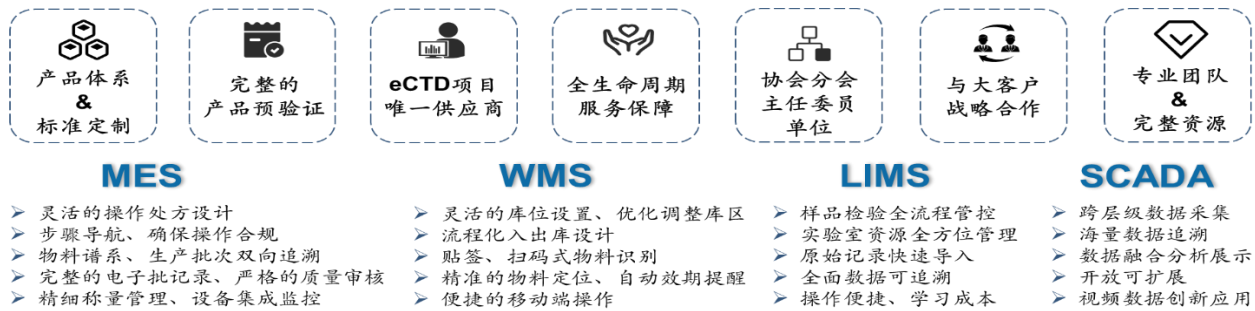 产品体系
&
标准定制
完整的
产品预验证
eCTD项目
唯一供应商
全生命周期
服务保障
协会分会
主任委员
单位
与大客户
战略合作
专业团队
&
完整资源
MES
灵活的操作处方设计
步骤导航、确保操作合规
物料谱系、生产批次双向追溯
完整的电子批记录、严格的质量审核
精细称量管理、设备集成监控
WMS
灵活的库位设置、优化调整库区
流程化入出库设计
贴签、扫码式物料识别
精准的物料定位、自动效期提醒
便捷的移动端操作
LIMS
样品检验全流程管控
实验室资源全方位管理
原始记录快速导入
全面数据可追溯
操作便捷、学习成本
SCADA
跨层级数据采集
海量数据追溯
数据融合分析展示
开放可扩展
视频数据创新应用